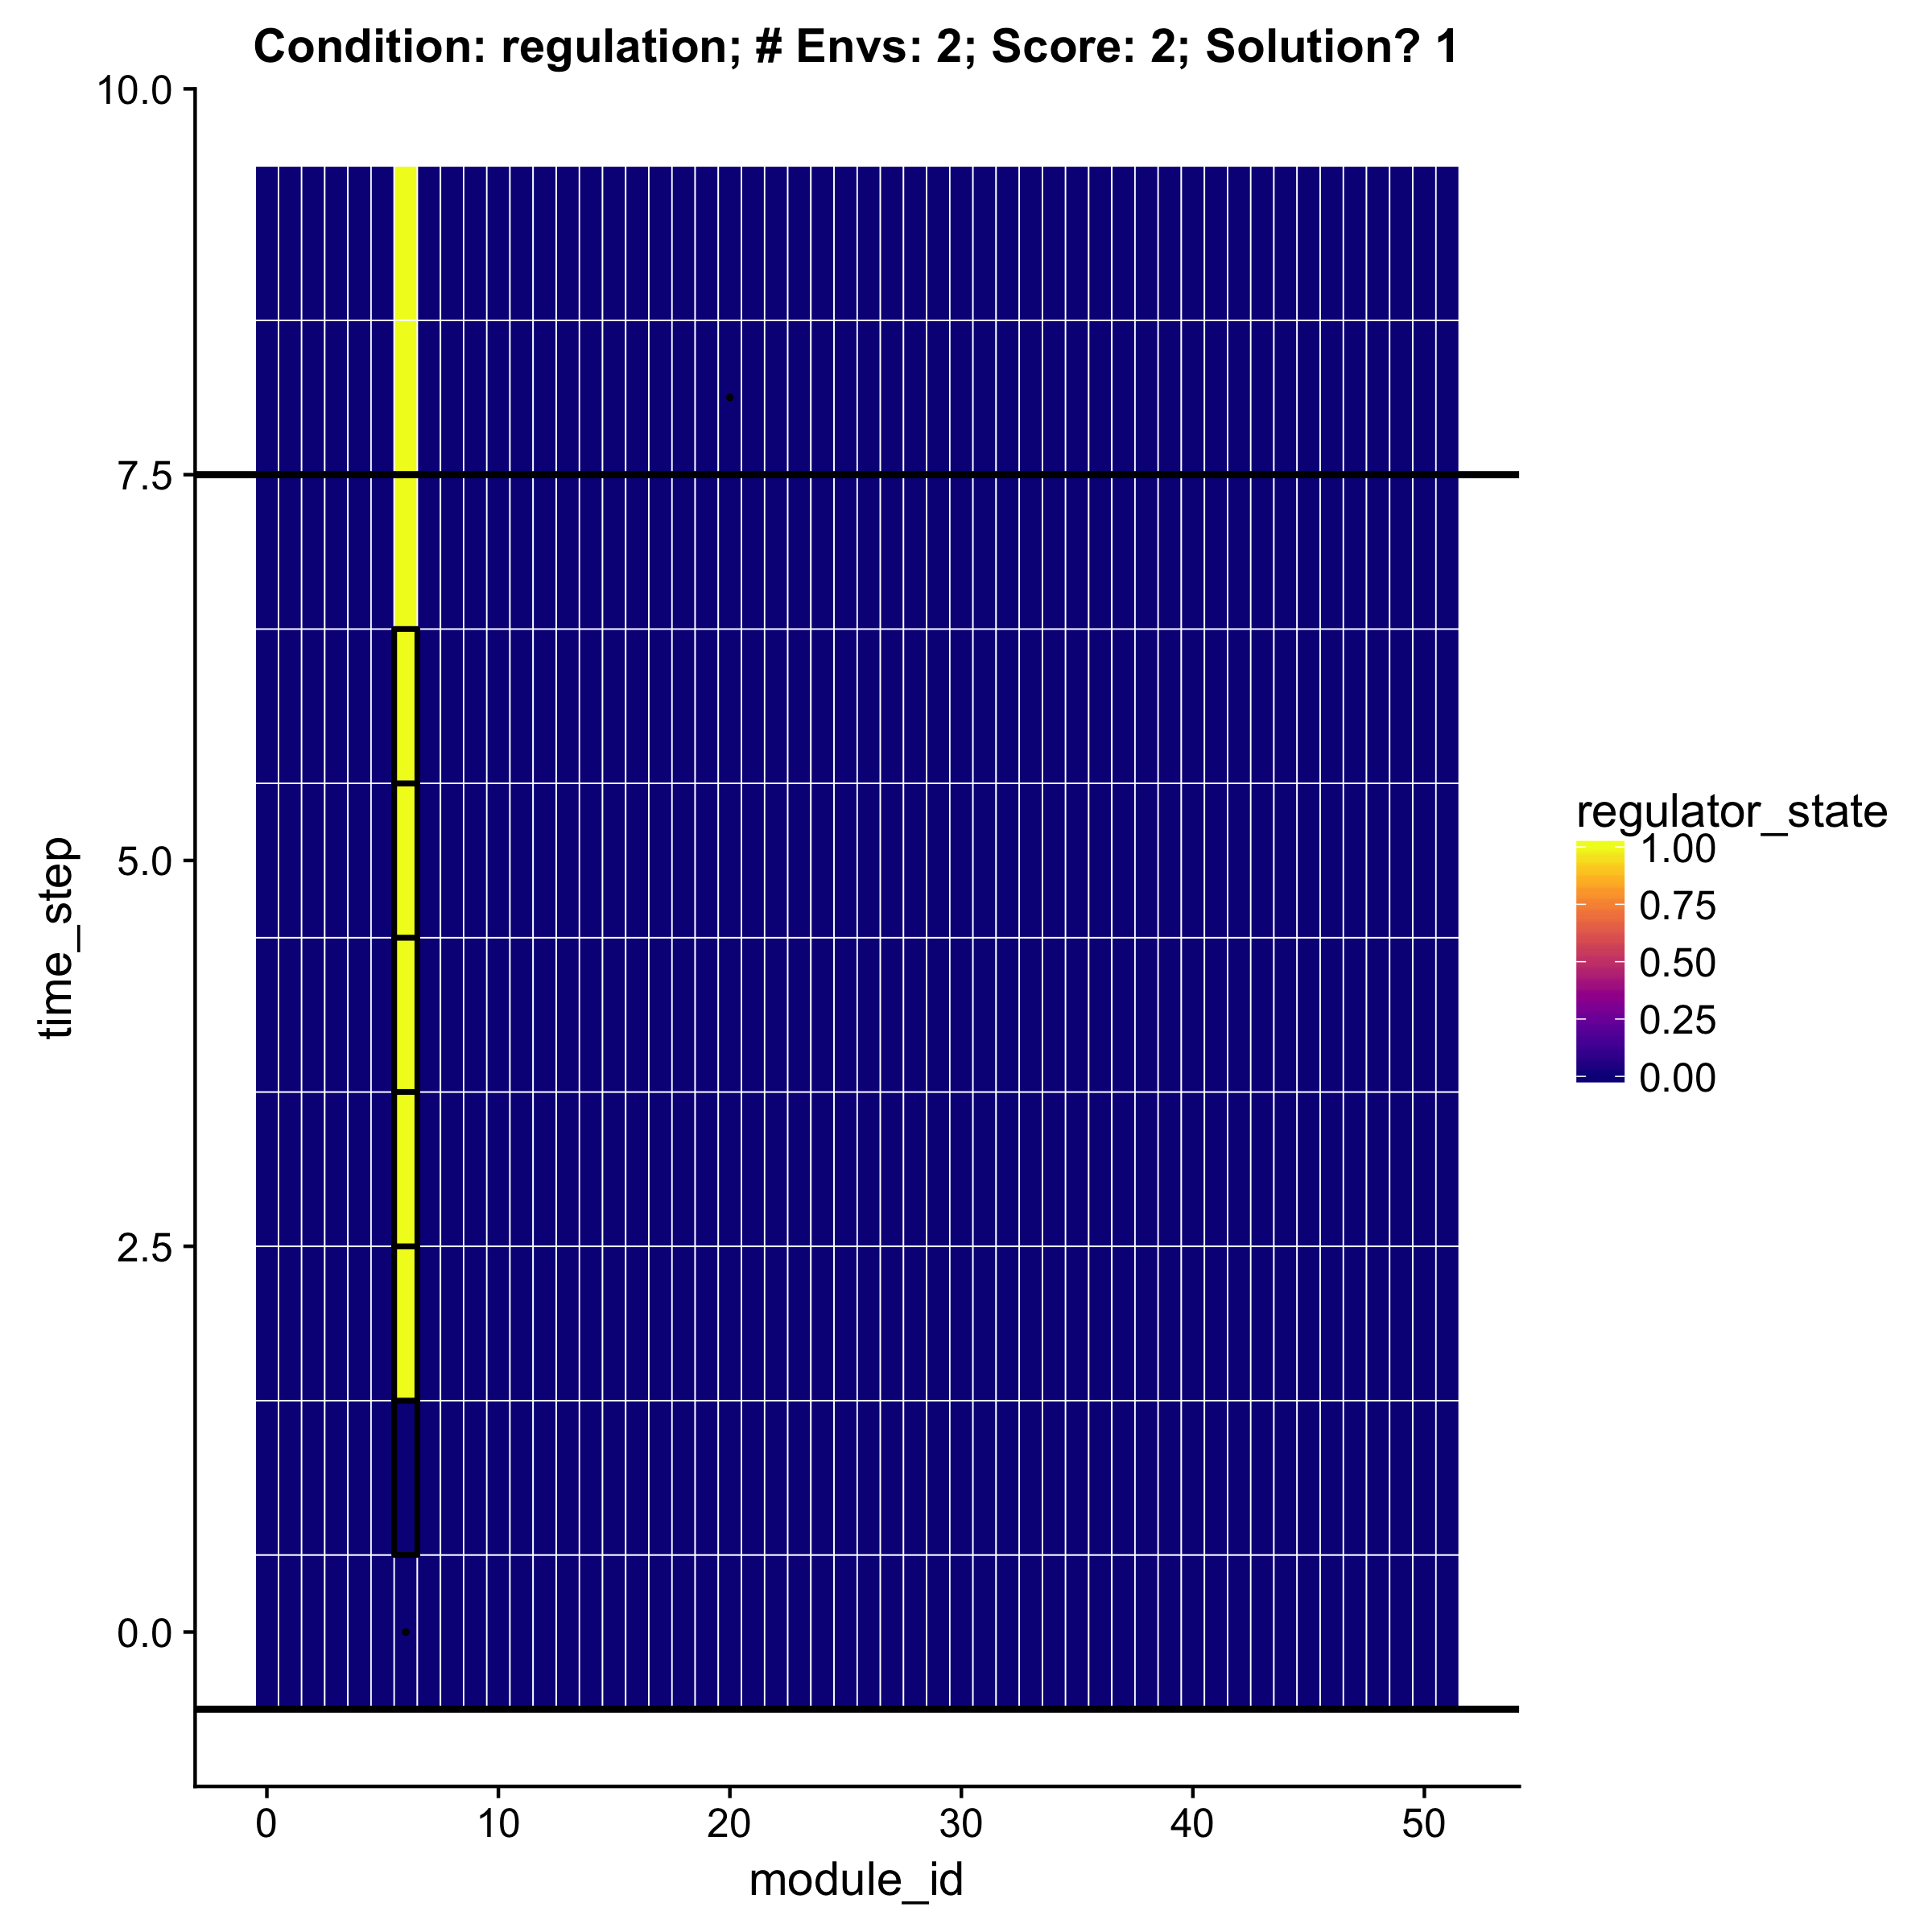 Condition: regulation; # Envs: 2; Score: 2; Solution? 1
10.0
7.5
5.0
2.5
0.0
time_step
0 10 20 30 40 50
module_id
regulator_state
1.00
0.75
0.50
0.25
0.00